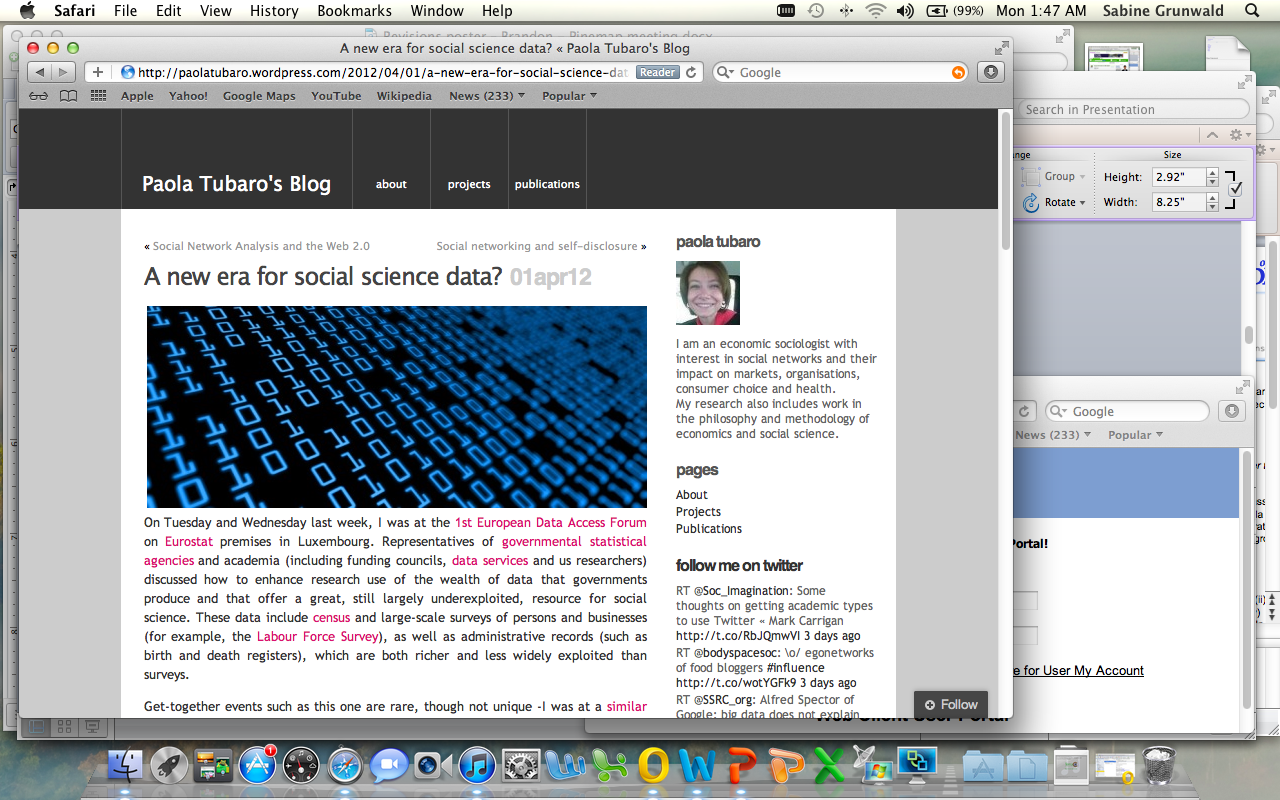 Safari File Edit View History Bookmarks Window Help (99%) Mon 1:47 AM Sabine Grunwald
Revisions poster - Brandon - Pineman meeting.docx
A new era for social science data? « Paola Tubaro's Blog
http://paolatubaro.wordpress.com/2012/04/01/a-new-era-for-social-science-dat Reader Google
Apple Yahoo! Google Maps YouTube Wikipedia News (233) Popular
Paola Tubaro's Blog about projects publications
« Social Network Analysis and the Web 2.0 Social networking and self-disclosure »
A new era for social science data? 01apr12
On Tuesday and Wednesday last week, I was at the 1st European Data Access Forum
on Eurostat premises in Luxembourg. Representatives of governmental statistical
agencies and academia (including funding councils, data services and us researchers)
discussed how to enhance research use of the wealth of data that governments
produce and that offer a great, still largely underexploited, resource for social
science. These data include census and large-scale surveys of persons and businesses
(for example, the Labour Force Survey), as well as administrative records (such as
birth and death registers), which are both richer and less widely exploited than
surveys.
Get-together events such as this one are rare, though not unique -I was at a similar
paola tubaro
I am an economic sociologist with
interest in social networks and their
impact on markets, organisations,
consumer choice and health.
My research also includes work in
the philosophy and methodology of
economics and social science.
pages
About
Projects
Publications
follow me on twitter
RT @Soc_Imagination: Some
thoughts on getting academic types
to use Twitter « Mark Carrigan
http://t.co/RbJQmwVI 3 days ago
RT @bodyspacesoc: \o/ egonetworks
of food bloggers #influence
http://t.co/wotYGFk9 3 days ago
RT @SSRC_org: Alfred Spector of
Google: big data does not explain
Follow
Search in Presentation
nge Size
Group Height: 2.92"
Rotate Width: 8.25"
Google
News (233) Popular
Portal!
e for User My Account
Web Client User Portal
1